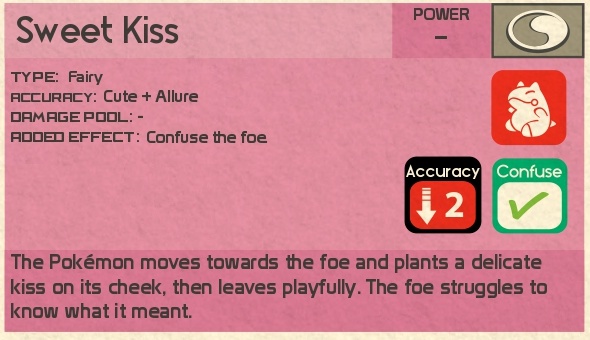 Sweet Kiss
POWER
–
TYPE: Fairy
ACCURACY: Cute + Allure
DAMAGE POOL: -
ADDED EFFECT: Confuse the foe.
Accuracy
2
Confuse
The Pokémon moves towards the foe and plants a delicate
kiss on its cheek, then leaves playfully. The foe struggles to
know what it meant.